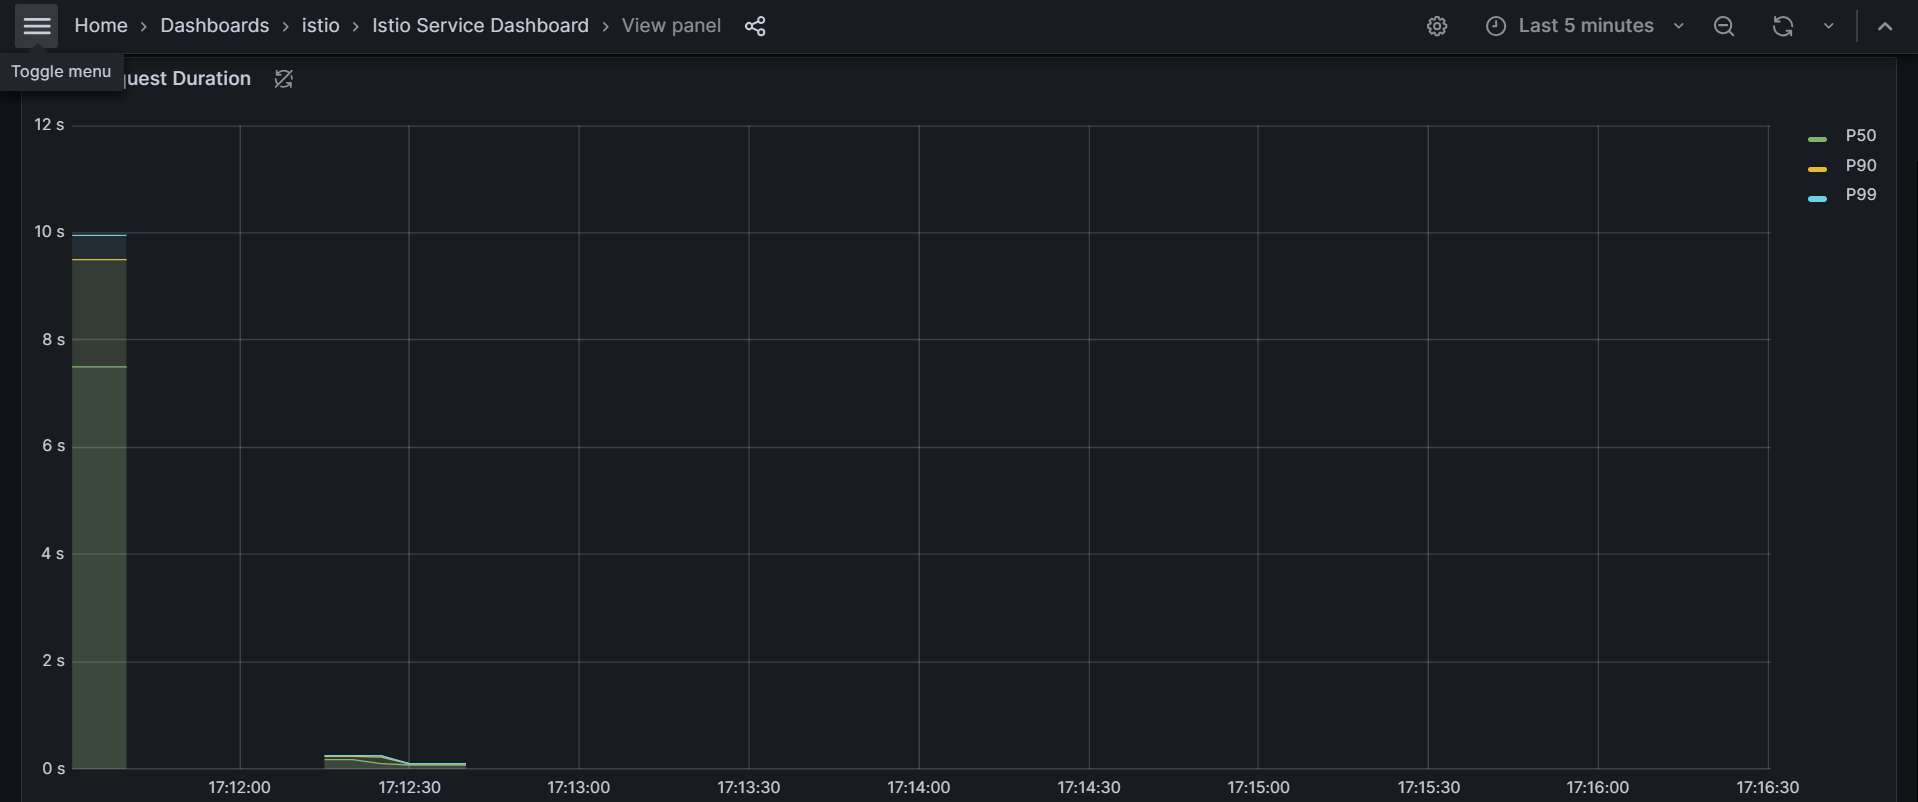 Home › Dashboards › istio › Istio Service Dashboard › View panel
Last 5 minutes
Toggle menu
Duration
12 s
10 s
8 s
6 s
4 s
2 s
0 s
17:12:00 17:12:30 17:13:00 17:13:30 17:14:00 17:14:30 17:15:00 17:15:30 17:16:00 17:16:30
P50
P90
P99